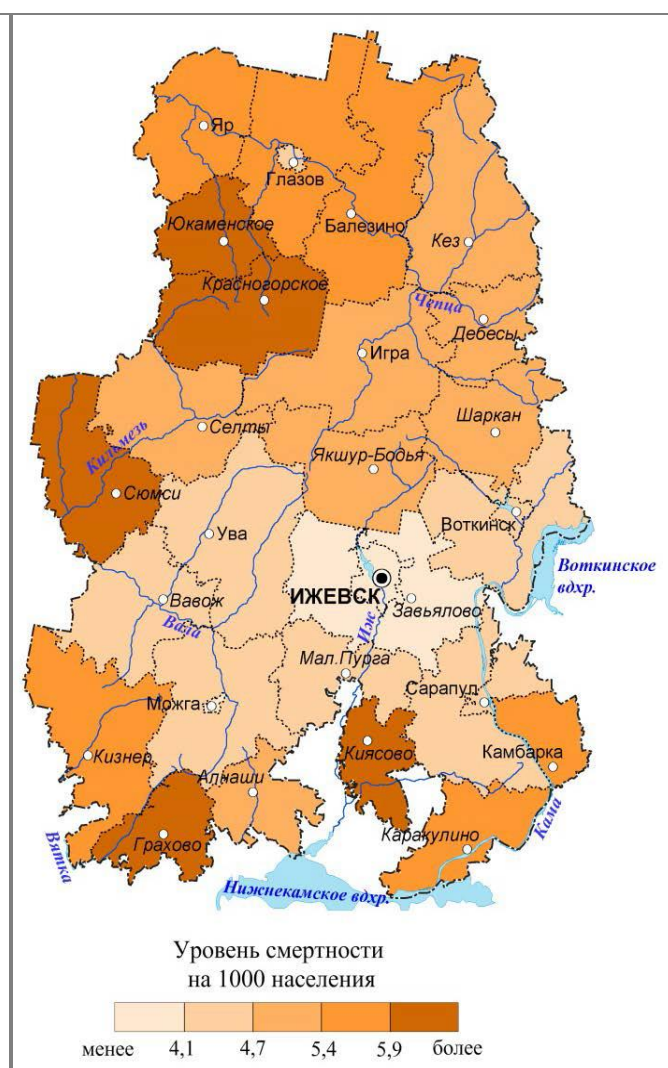 Яр
Глазов
Юкаменское
Балезино
Кез
Красногорское
Чепца
Дебесы
Игра
Шаркан
Селты
Кильмезь
Якшур-Бодья
Сюмси
Ува
Воткинск
Воткинское
вдхр.
ИЖЕВСК
Завьялово
Вавож
Вала
Иж
Мал.Пурга
Можга
Сарапул
Киясово
Камбарка
Кизнер
Алнаши
Грахово
Каракулино
Кама
Вятка
Нижнекамское вдхр.
Уровень смертности
на 1000 населения
менее 4,1 4,7 5,4 5,9 более